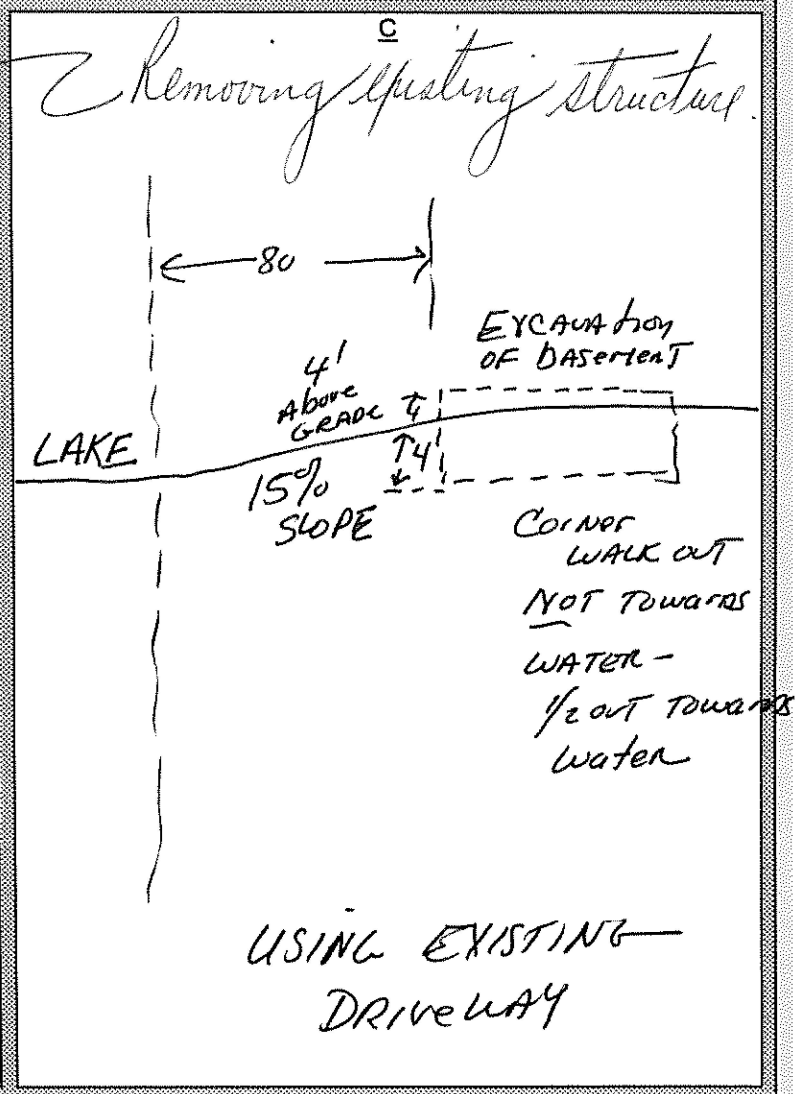 C
Removing existing structure.
80
EXCAVATION
OF BASEMENT
4'
Above
GRADE 4'
4'
LAKE
15%
SLOPE
Corner
WALK OUT
NOT TOWARDS
WATER -
1/2 OUT TOWARDS
Water
USING EXISTING
DRIVEWAY